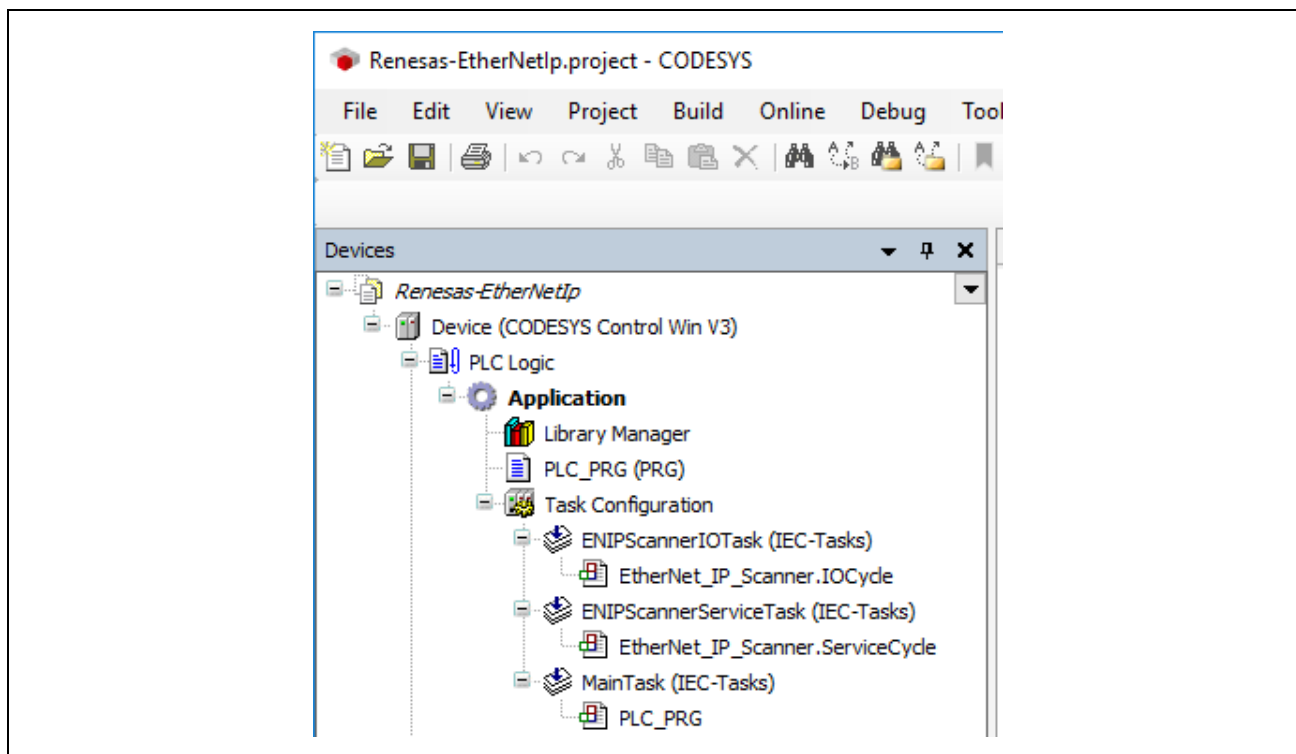 Renesas-EtherNetIp.project - CODESYS
File Edit View Project Build Online Debug Tool
Devices
Renesas-EtherNetIp
Device (CODESYS Control Win V3)
PLC Logic
Application
Library Manager
PLC_PRG (PRG)
Task Configuration
ENIPScannerIOTask (IEC-Tasks)
EtherNet_IP_Scanner.IOCycle
ENIPScannerServiceTask (IEC-Tasks)
EtherNet_IP_Scanner.ServiceCycle
MainTask (IEC-Tasks)
PLC_PRG